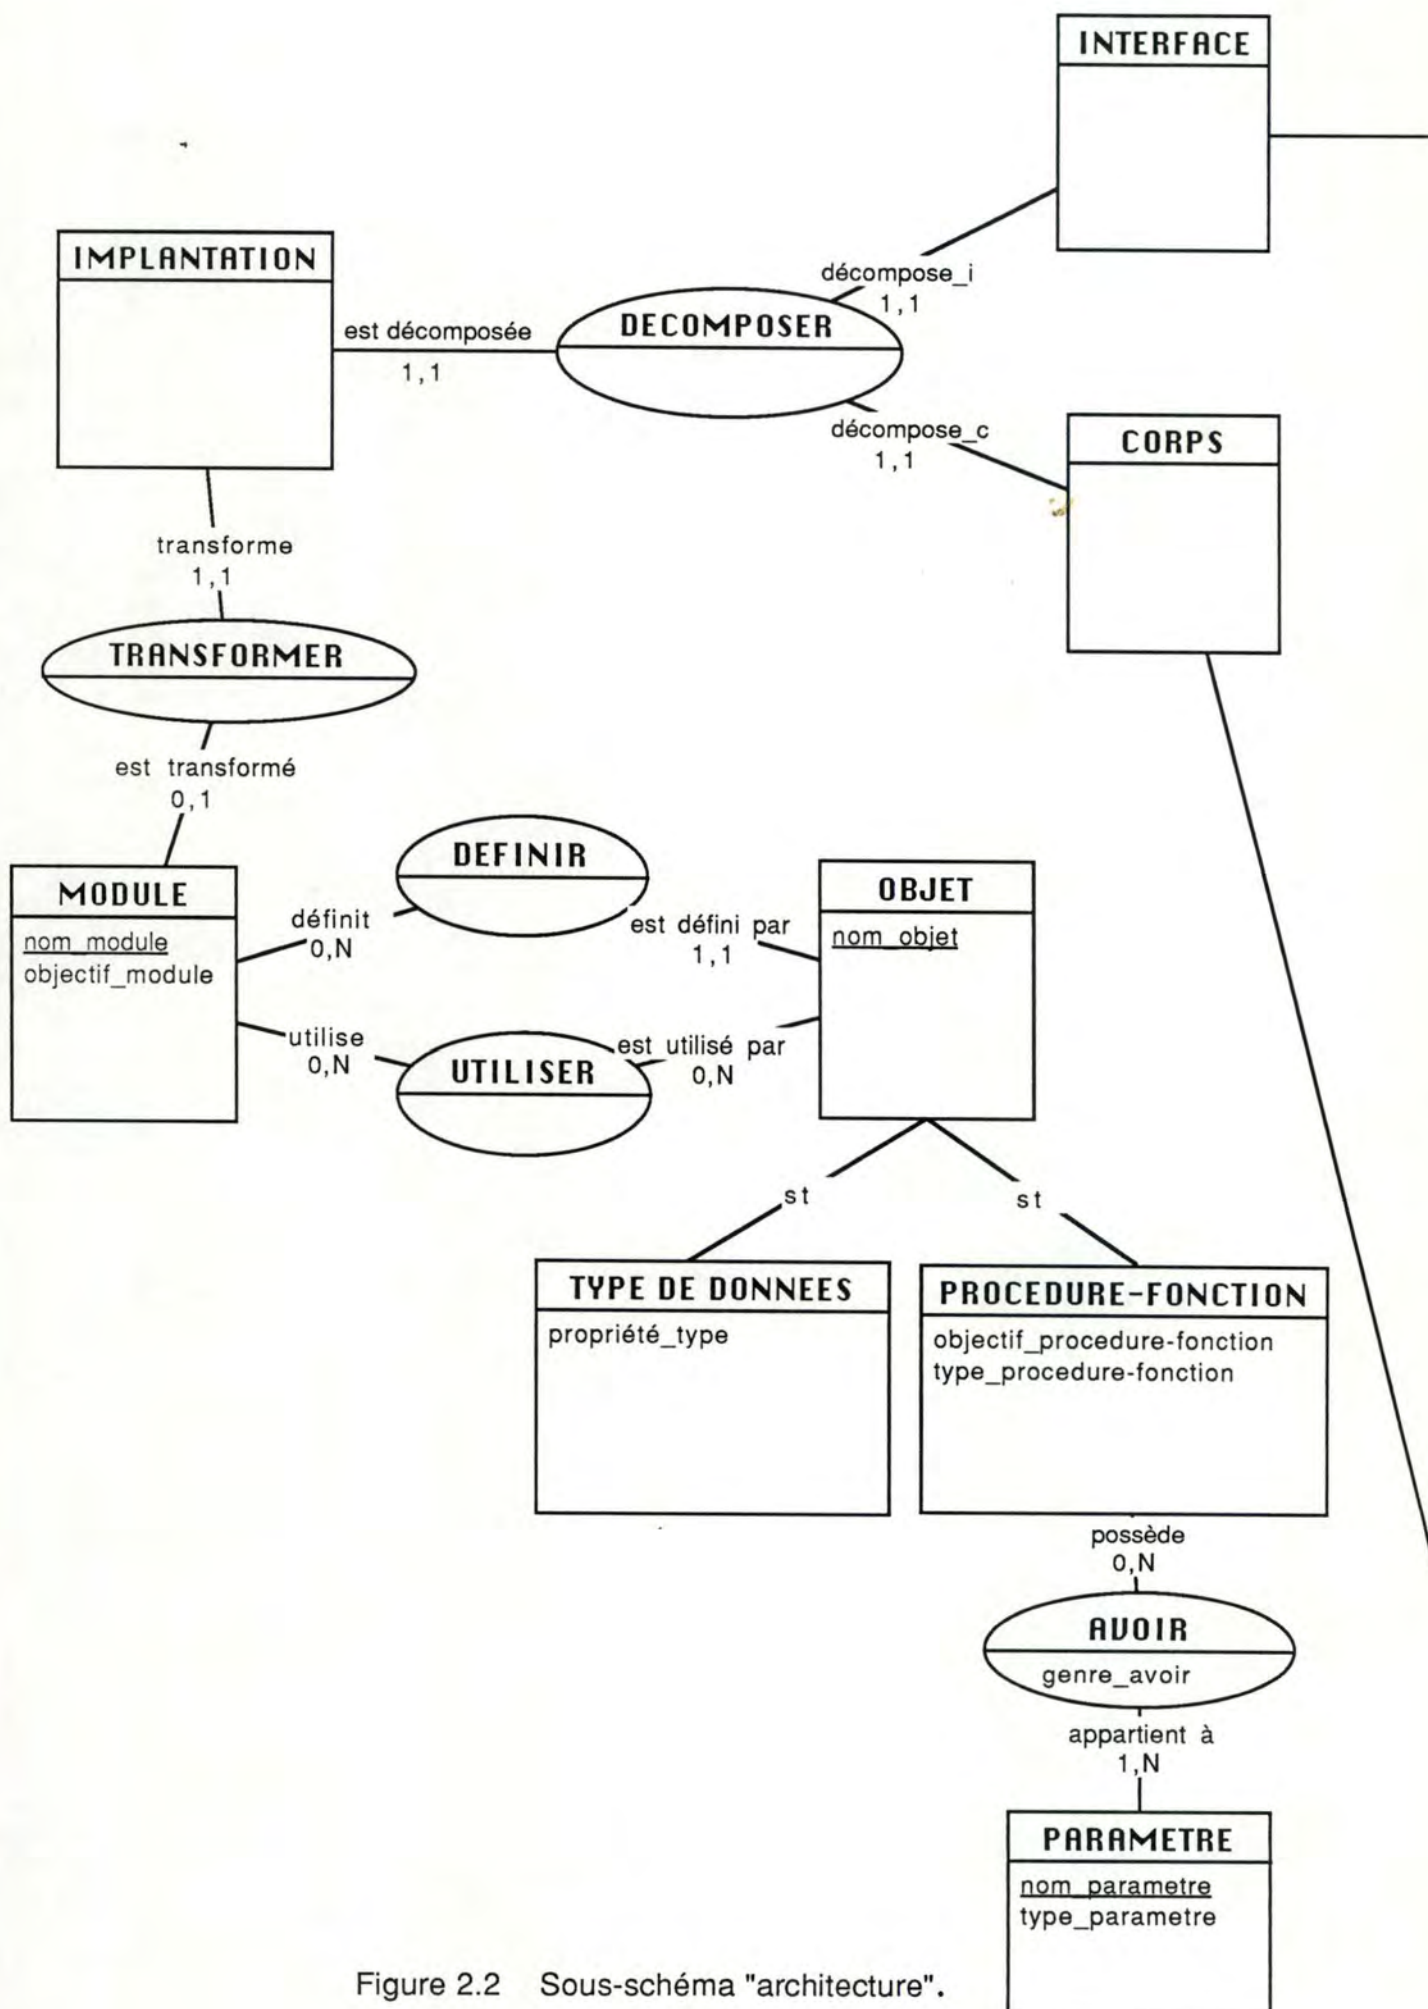 INTERFACE
IMPLANTATION
décompose_i
1,1
est décomposée
1,1
DECOMPOSER
décompose_c
1,1
CORPS
transforme
1,1
TRANSFORMER
est transformé
0,1
MODULE
nom_module
objectif_module
définit
0,N
DEFINIR
est défini par
1,1
OBJET
nom_objet
utilise
0,N
UTILISER
est utilisé par
0,N
st
st
TYPE DE DONNEES
propriété_type
PROCEDURE-FONCTION
objectif_procedure-fonction
type_procedure-fonction
possède
0,N
AVOIR
genre_avoir
appartient à
1,N
PARAMETRE
nom_parametre
type_parametre
Figure 2.2 Sous-schéma "architecture".